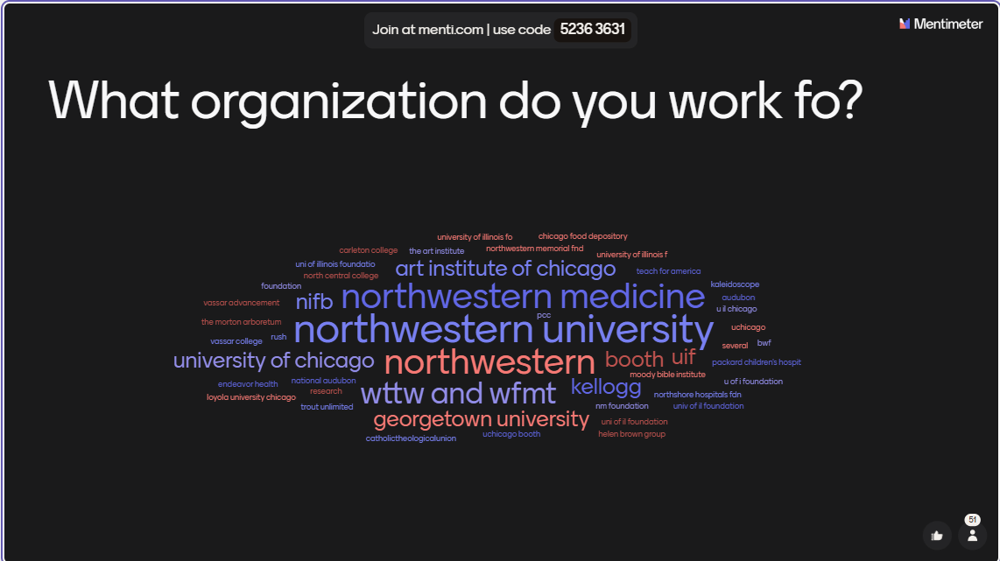 Join at menti.com | use code 5236 3631
Mentimeter
What organization do you work fo?
university of illinois fo
chicago food depository
carleton college
the art institute
northwestern memorial fnd
university of illinois f
uni of illinois foundatio
art institute of chicago
teach for america
north central college
foundation
kaleidoscope
vassar advancement
nifb
northwestern medicine
audubon
u il chicago
pcc
the morton arboretum
northwestern university
uchicago
vassar college
rush
several
bwf
university of chicago
northwestern
booth
uif
packard children's hospit
moody bible institute
endeavor health
national audubon
research
wttw and wfmt
kellogg
u of i foundation
loyola university chicago
northshore hospitals fdn
trout unlimited
nm foundation
univ of il foundation
georgetown university
uni of il foundation
catholictheologicalunion
uchicago booth
helen brown group
51